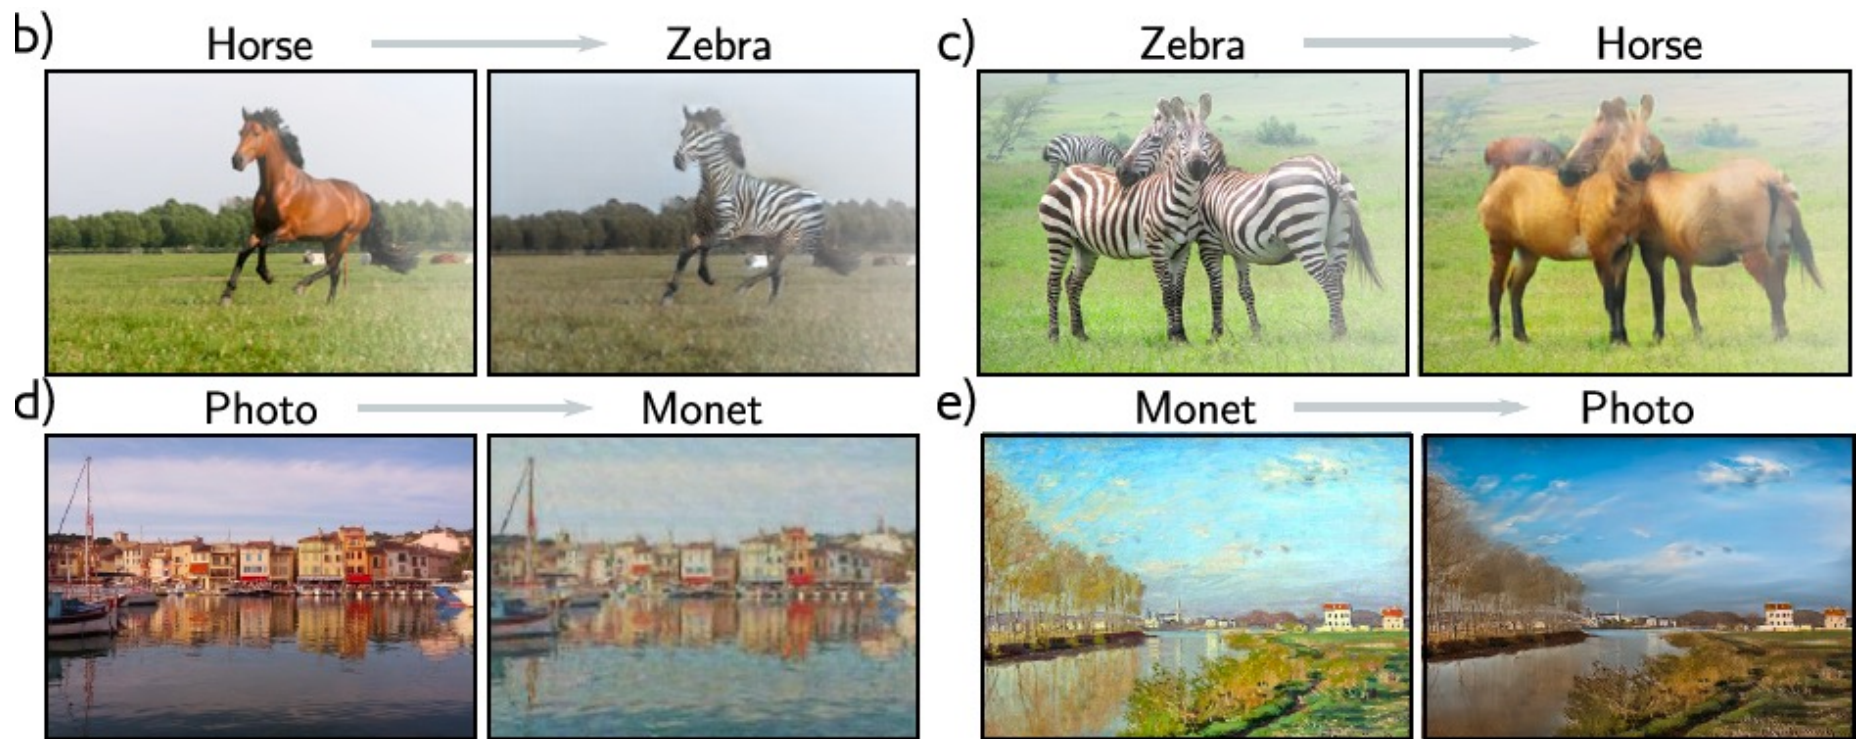 b) Horse Zebra
c) Zebra Horse
d) Photo Monet
e) Monet Photo